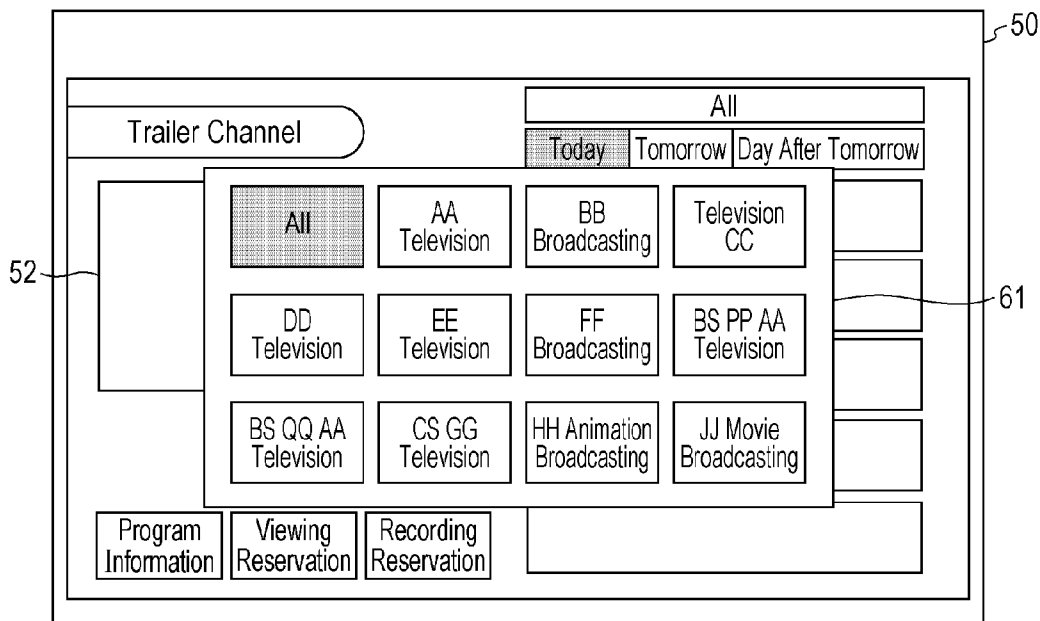 50
All
Trailer Channel
Today
Tomorrow
Day After Tomorrow
All
AA
Television
BB
Broadcasting
Television
CC
52
61
DD
Television
EE
Television
FF
Broadcasting
BS PP AA
Television
BS QQ AA
Television
CS GG
Television
HH Animation
Broadcasting
JJ Movie
Broadcasting
Program
Information
Viewing
Reservation
Recording
Reservation